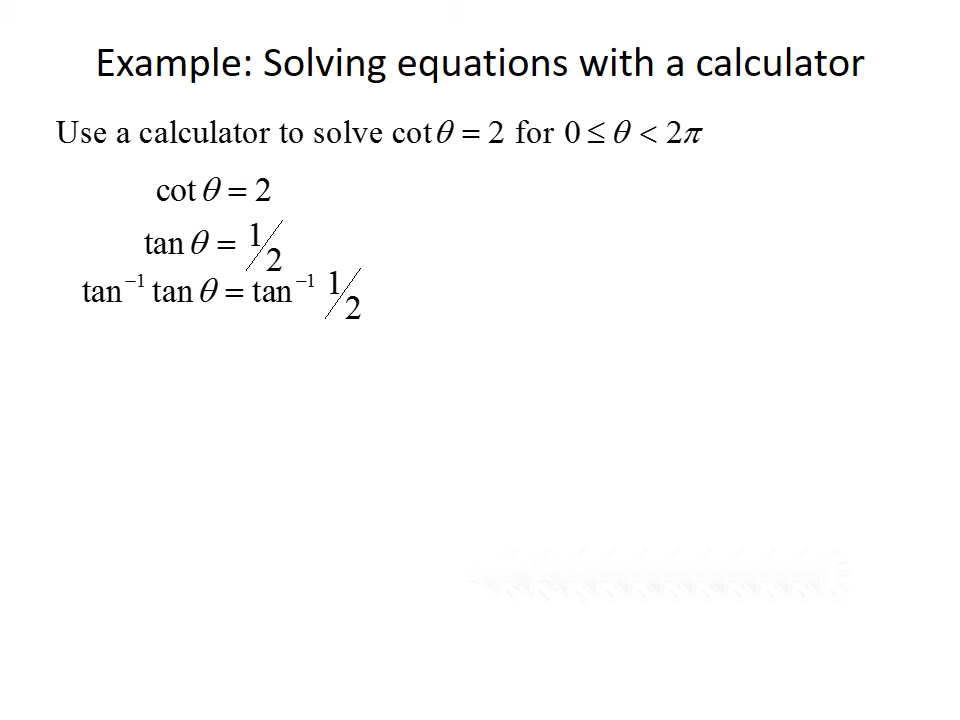 Example: Solving equations with a calculator
Use a calculator to solve cot θ = 2 for 0 ≤ θ < 2π
cot θ = 2
tan θ = 1/2
tan⁻¹ tan θ = tan⁻¹ 1/2